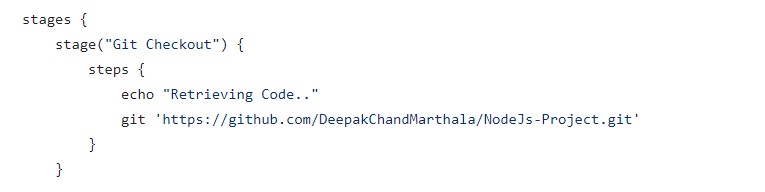 stages {
stage("Git Checkout") {
steps {
echo "Retrieving Code.."
git 'https://github.com/DeepakChandMarthala/NodeJs-Project.git'
}
}